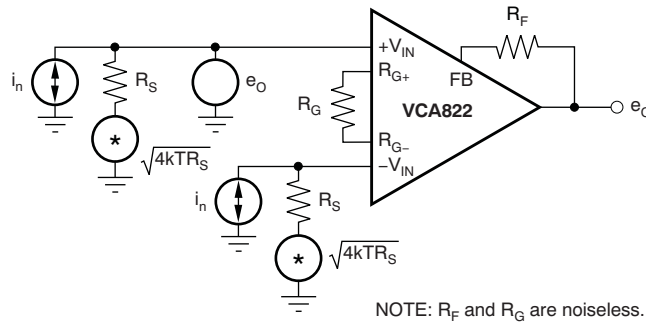 R_F
+V_IN
i_n
R_S
e_O
R_G+
FB
R_G
VCA822
e_O
R_G−
* √4kTR_S
−V_IN
i_n
R_S
* √4kTR_S
NOTE: R_F and R_G are noiseless.